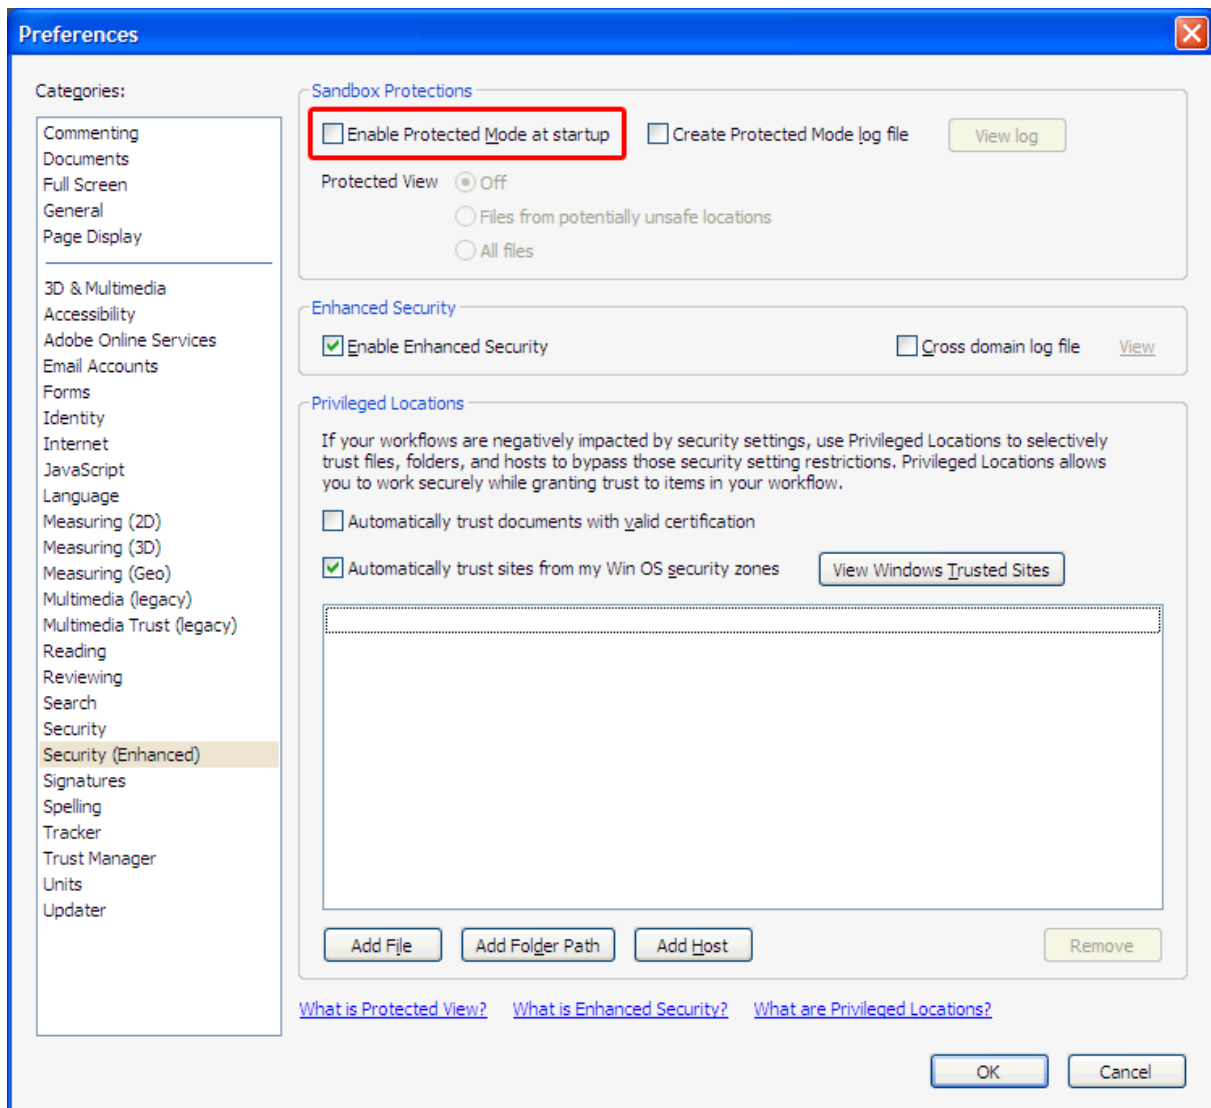 Preferences
Categories:
Commenting
Documents
Full Screen
General
Page Display
3D & Multimedia
Accessibility
Adobe Online Services
Email Accounts
Forms
Identity
Internet
JavaScript
Language
Measuring (2D)
Measuring (3D)
Measuring (Geo)
Multimedia (legacy)
Multimedia Trust (legacy)
Reading
Reviewing
Search
Security
Security (Enhanced)
Signatures
Spelling
Tracker
Trust Manager
Units
Updater
Sandbox Protections
Enable Protected Mode at startup Create Protected Mode log file View log
Protected View Off
Files from potentially unsafe locations
All files
Enhanced Security
Enable Enhanced Security Cross domain log file View
Privileged Locations
If your workflows are negatively impacted by security settings, use Privileged Locations to selectively
trust files, folders, and hosts to bypass those security setting restrictions. Privileged Locations allows
you to work securely while granting trust to items in your workflow.
Automatically trust documents with valid certification
Automatically trust sites from my Win OS security zones View Windows Trusted Sites
Add File Add Folder Path Add Host Remove
What is Protected View? What is Enhanced Security? What are Privileged Locations?
OK Cancel